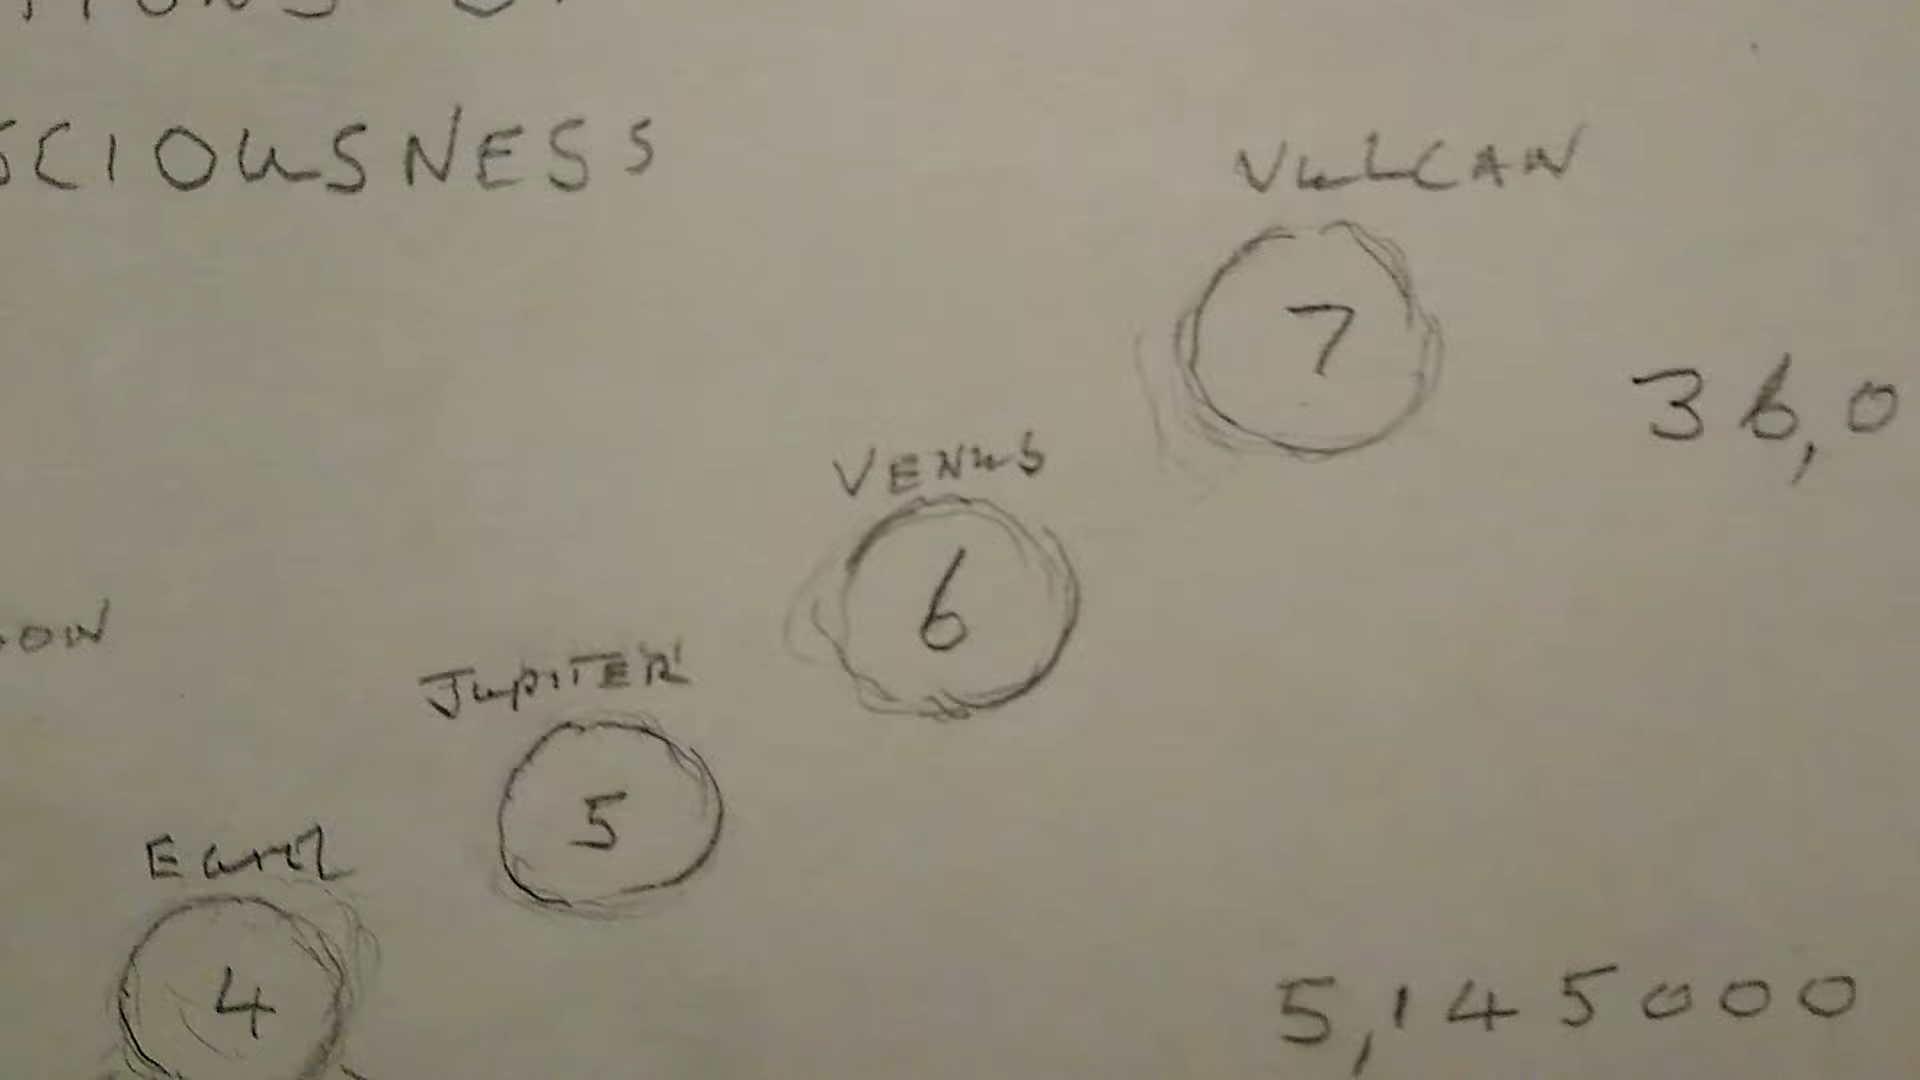 SCIOUSNESS
VULCAN
7
36,0
VENUS
6
JUPITER
5
Earth
4
5,145000